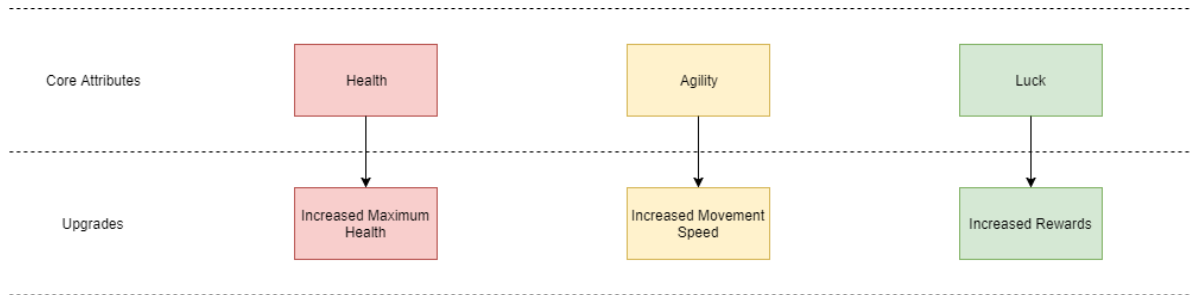 Core Attributes
Health
Agility
Luck
Upgrades
Increased Maximum
Health
Increased Movement
Speed
Increased Rewards